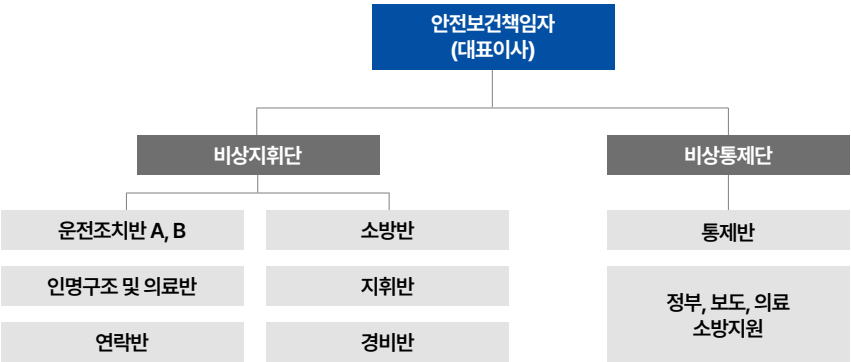 안전보건책임자
(대표이사)
비상지휘단
비상통제단
운전조치반 A, B
소방반
통제반
인명구조 및 의료반
지휘반
정부, 보도, 의료
소방지원
연락반
경비반